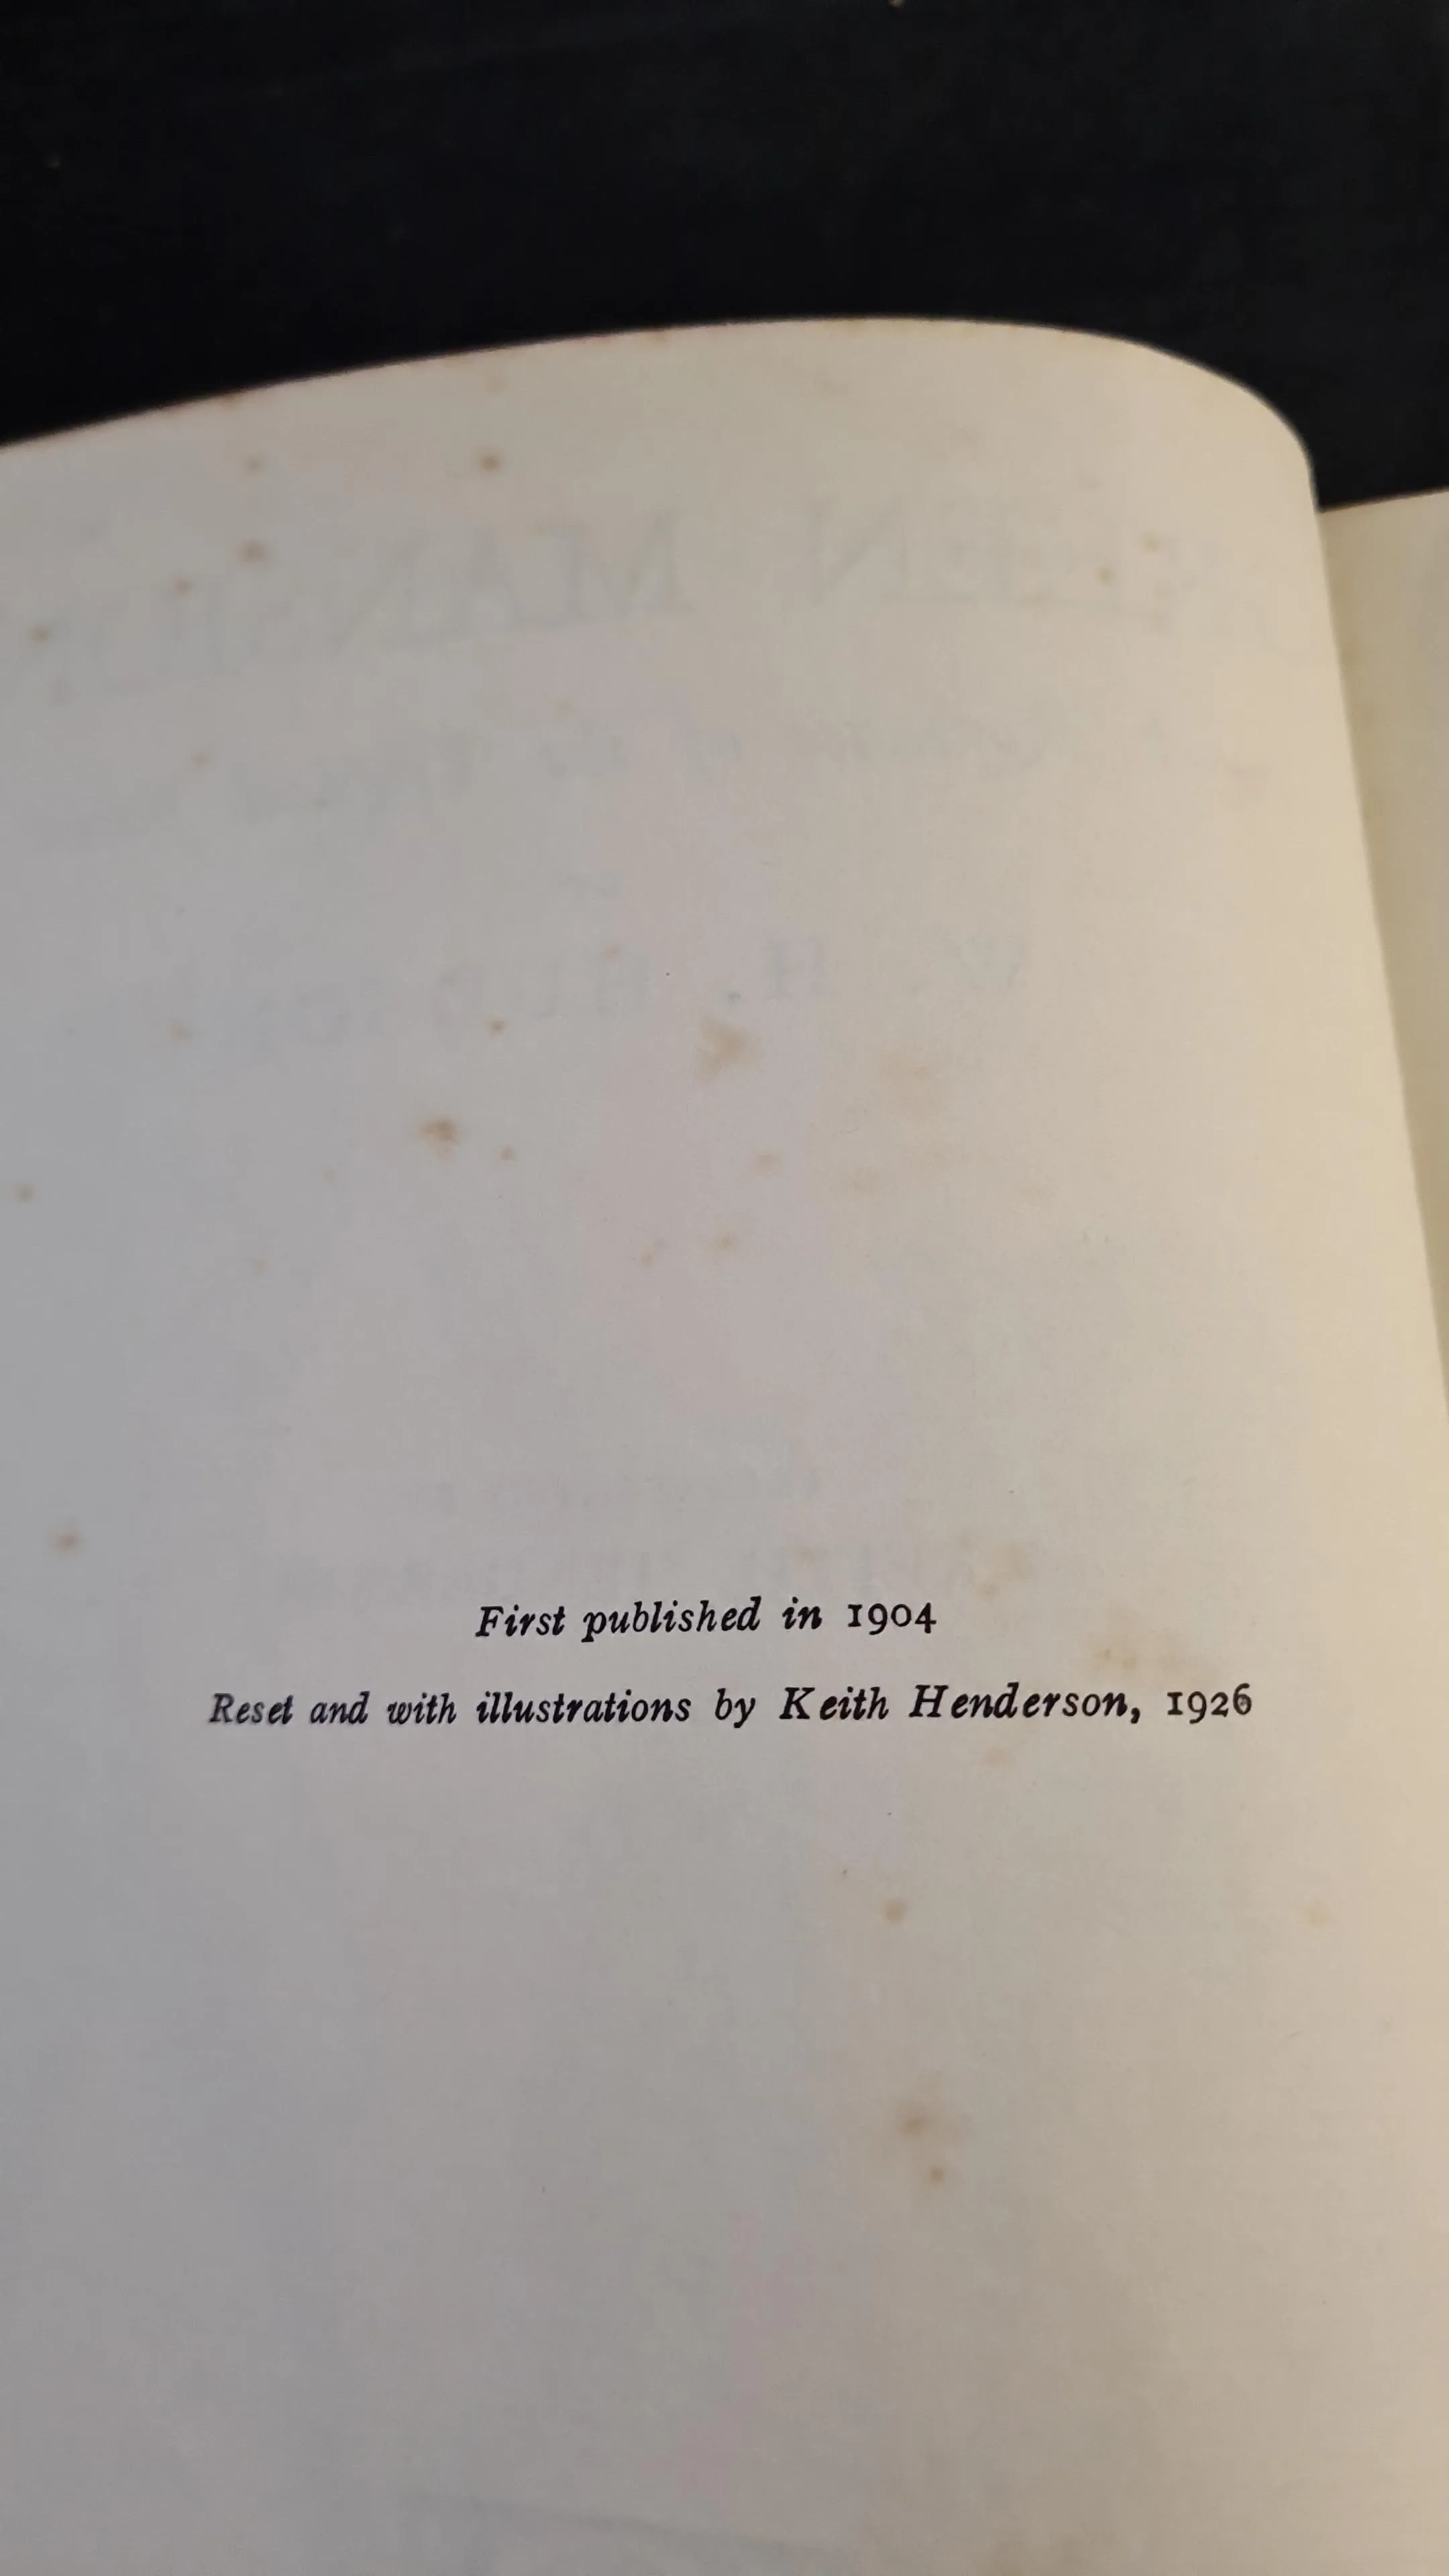 First published in 1904
Reset and with illustrations by Keith Henderson, 1926